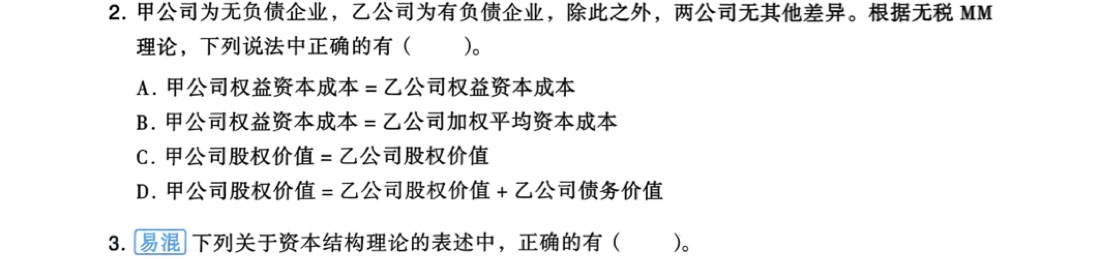 2. 甲公司为无负债企业，乙公司为有负债企业，除此之外，两公司无其他差异。根据无税 MM
理论，下列说法中正确的有（　　）。
A. 甲公司权益资本成本 = 乙公司权益资本成本
B. 甲公司权益资本成本 = 乙公司加权平均资本成本
C. 甲公司股权价值 = 乙公司股权价值
D. 甲公司股权价值 = 乙公司股权价值 + 乙公司债务价值
3. 易混 下列关于资本结构理论的表述中，正确的有（　　）。